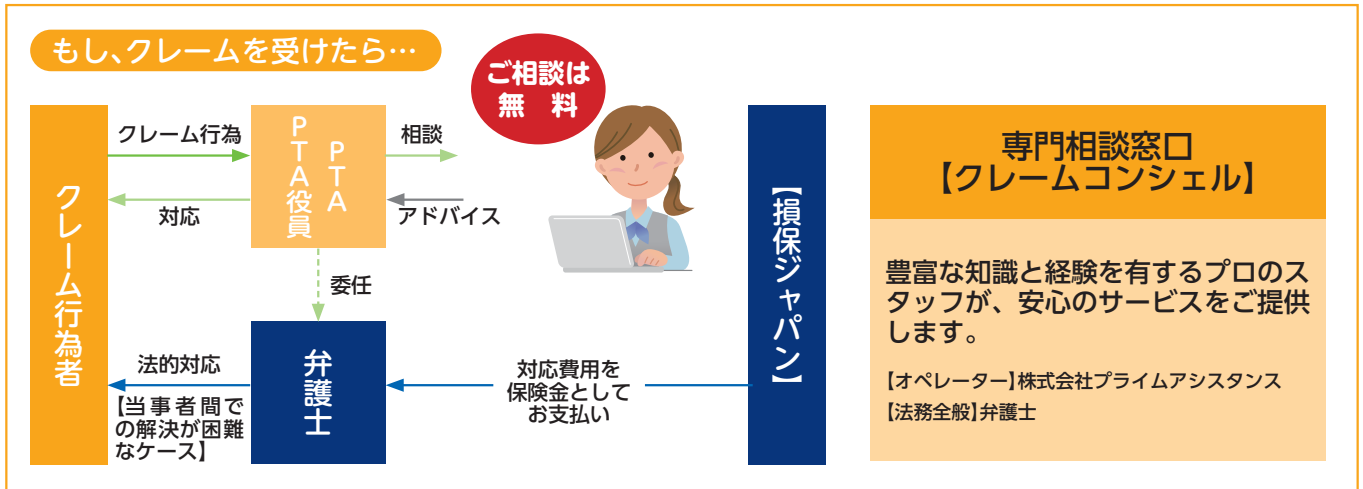 もし、クレームを受けたら…
ご相談は
無　料
クレーム行為者
クレーム行為
対応
PTA
PTA役員
相談
アドバイス
委任
弁護士
法的対応
【当事者間で
の解決が困難
なケース】
対応費用を
保険金として
お支払い
【損保ジャパン】
専門相談窓口
【クレームコンシェル】
豊富な知識と経験を有するプロのス
タッフが、安心のサービスをご提供
します。
【オペレーター】株式会社プライムアシスタンス
【法務全般】弁護士